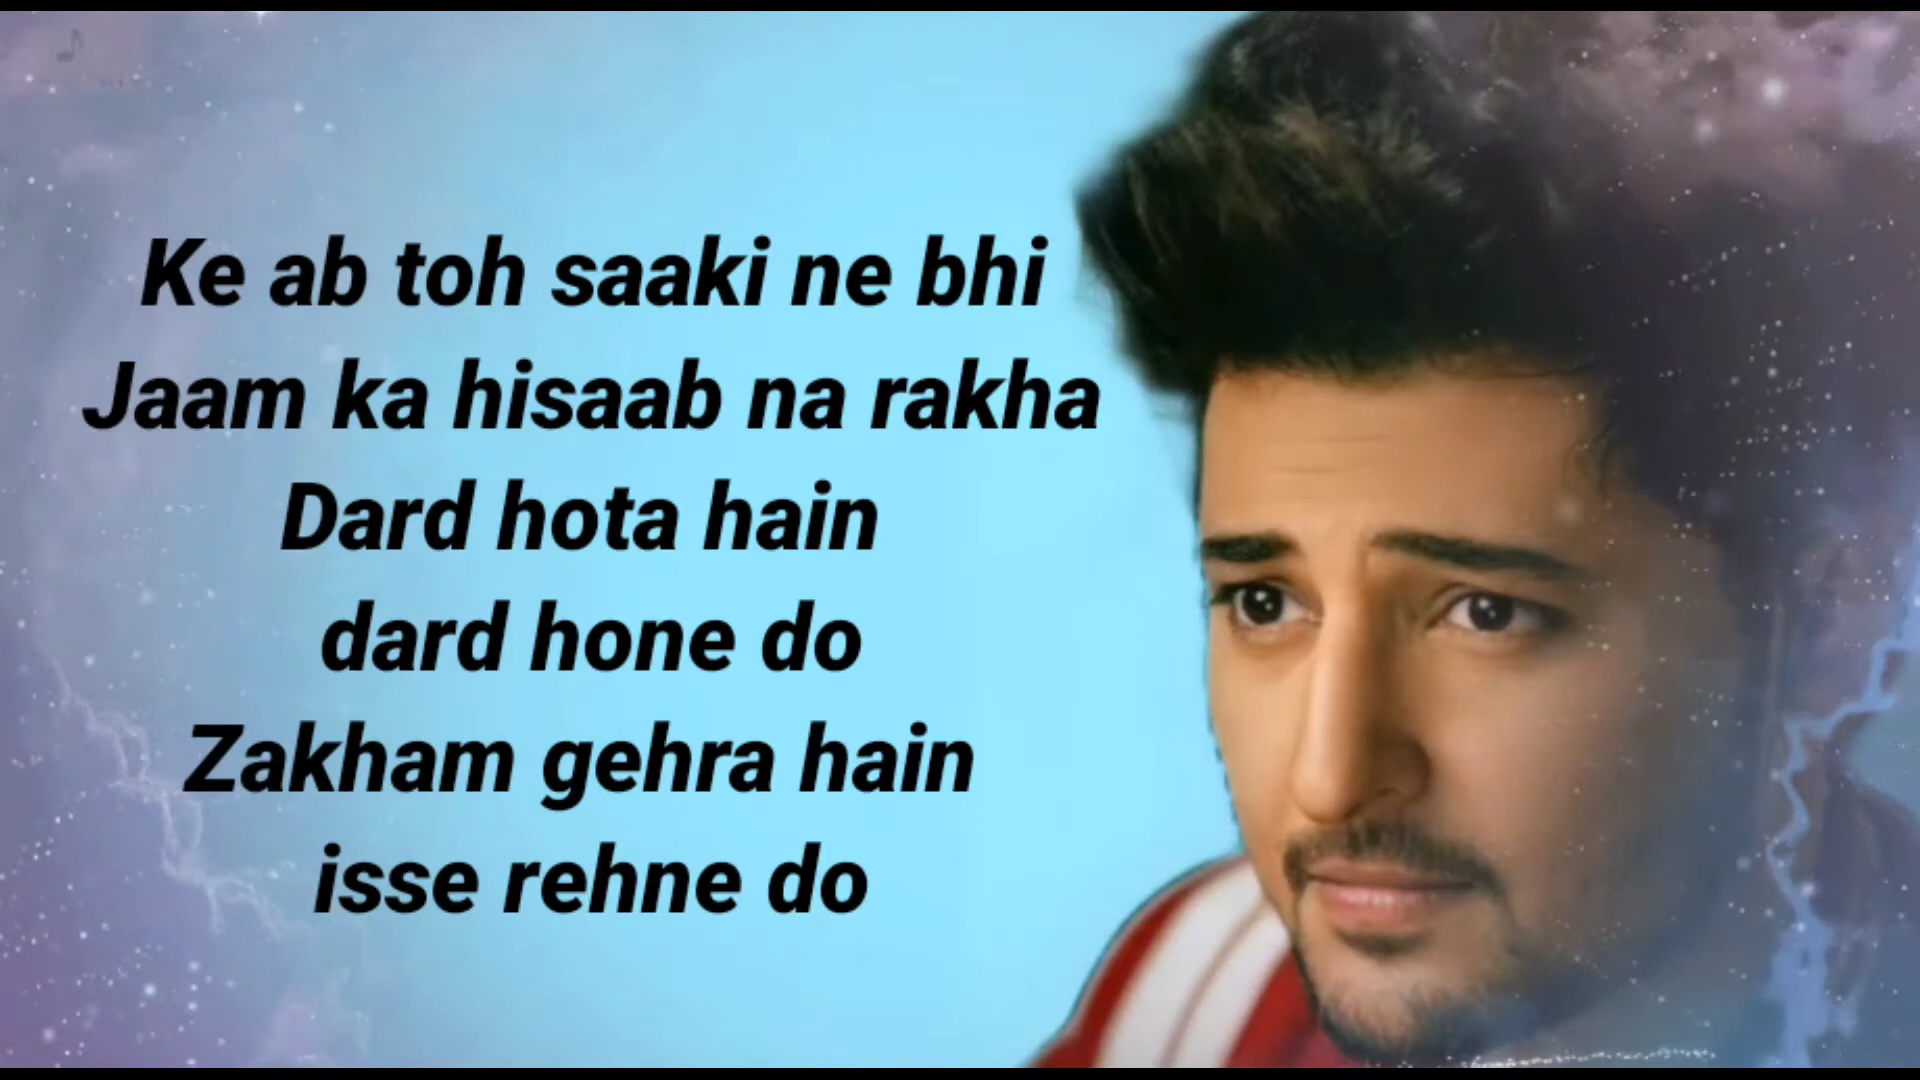 Ke ab toh saaki ne bhi
Jaam ka hisaab na rakha
Dard hota hain
dard hone do
Zakham gehra hain
isse rehne do